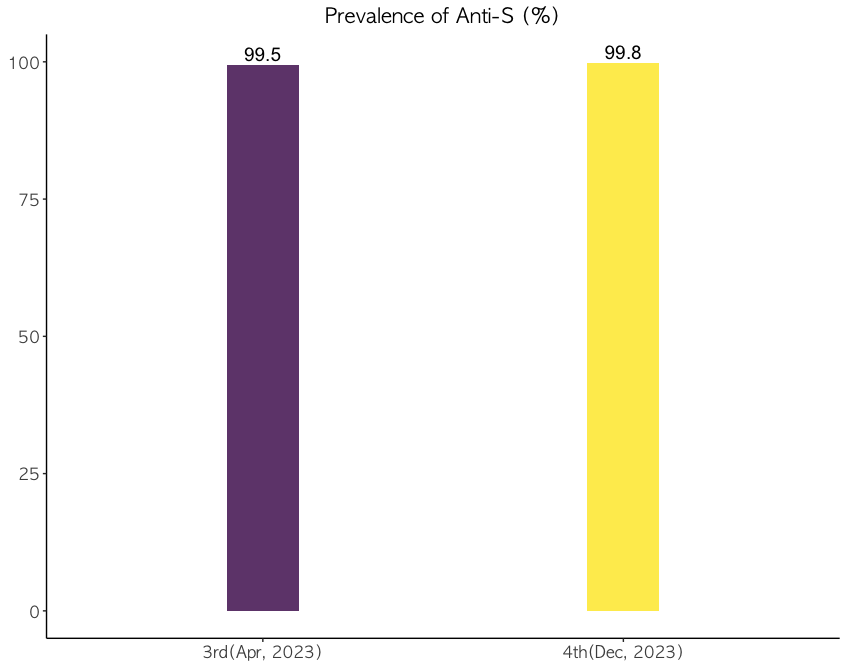 Prevalence of Anti-S (%)
99.5
99.8
100
75
50
25
0
3rd(Apr, 2023)
4th(Dec, 2023)